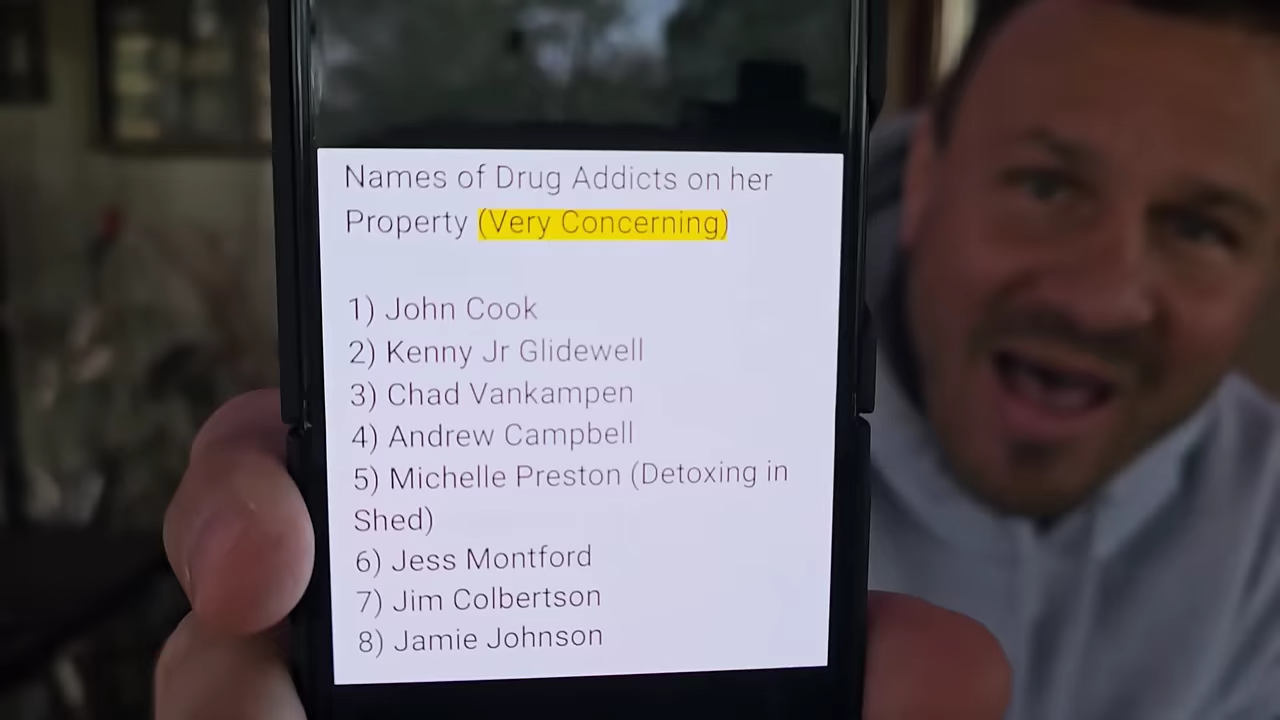 Names of Drug Addicts on her
Property (Very Concerning)
1) John Cook
2) Kenny Jr Glidewell
3) Chad Vankampen
4) Andrew Campbell
5) Michelle Preston (Detoxing in
Shed)
6) Jess Montford
7) Jim Colbertson
8) Jamie Johnson